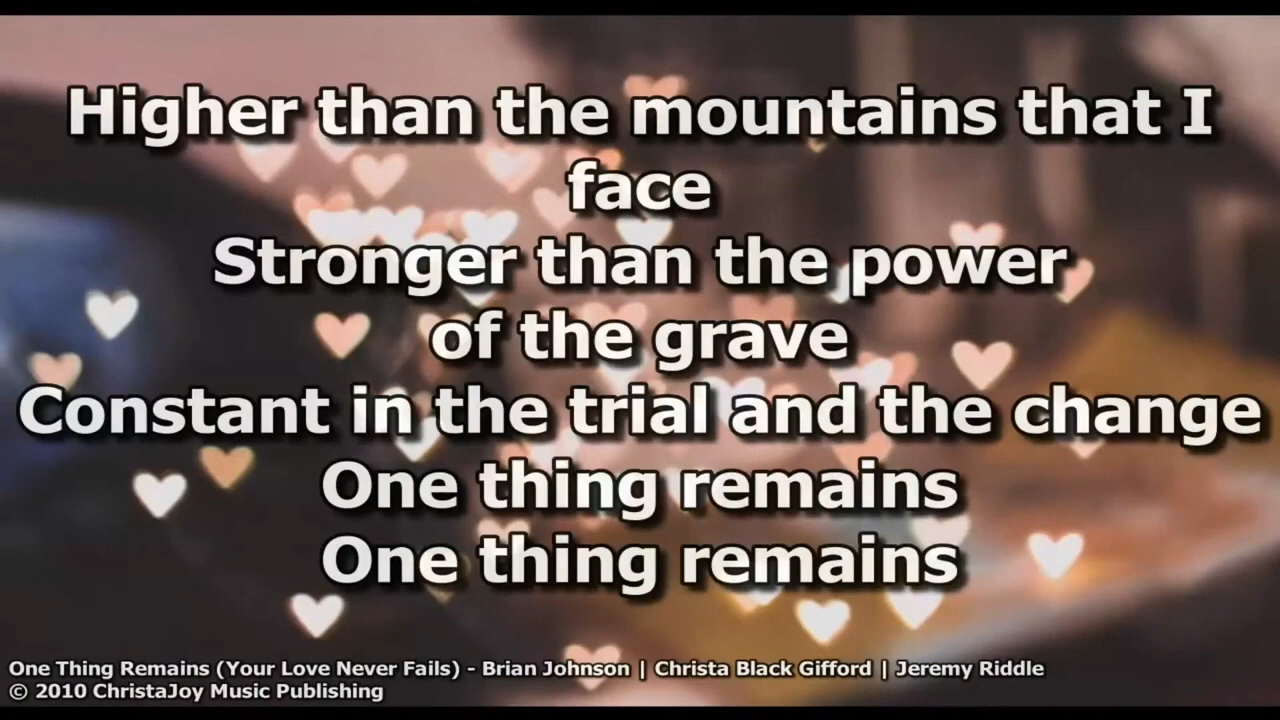 Higher than the mountains that I
face
Stronger than the power
of the grave
Constant in the trial and the change
One thing remains
One thing remains
One Thing Remains (Your Love Never Fails) - Brian Johnson | Christa Black Gifford | Jeremy Riddle
© 2010 ChristaJoy Music Publishing